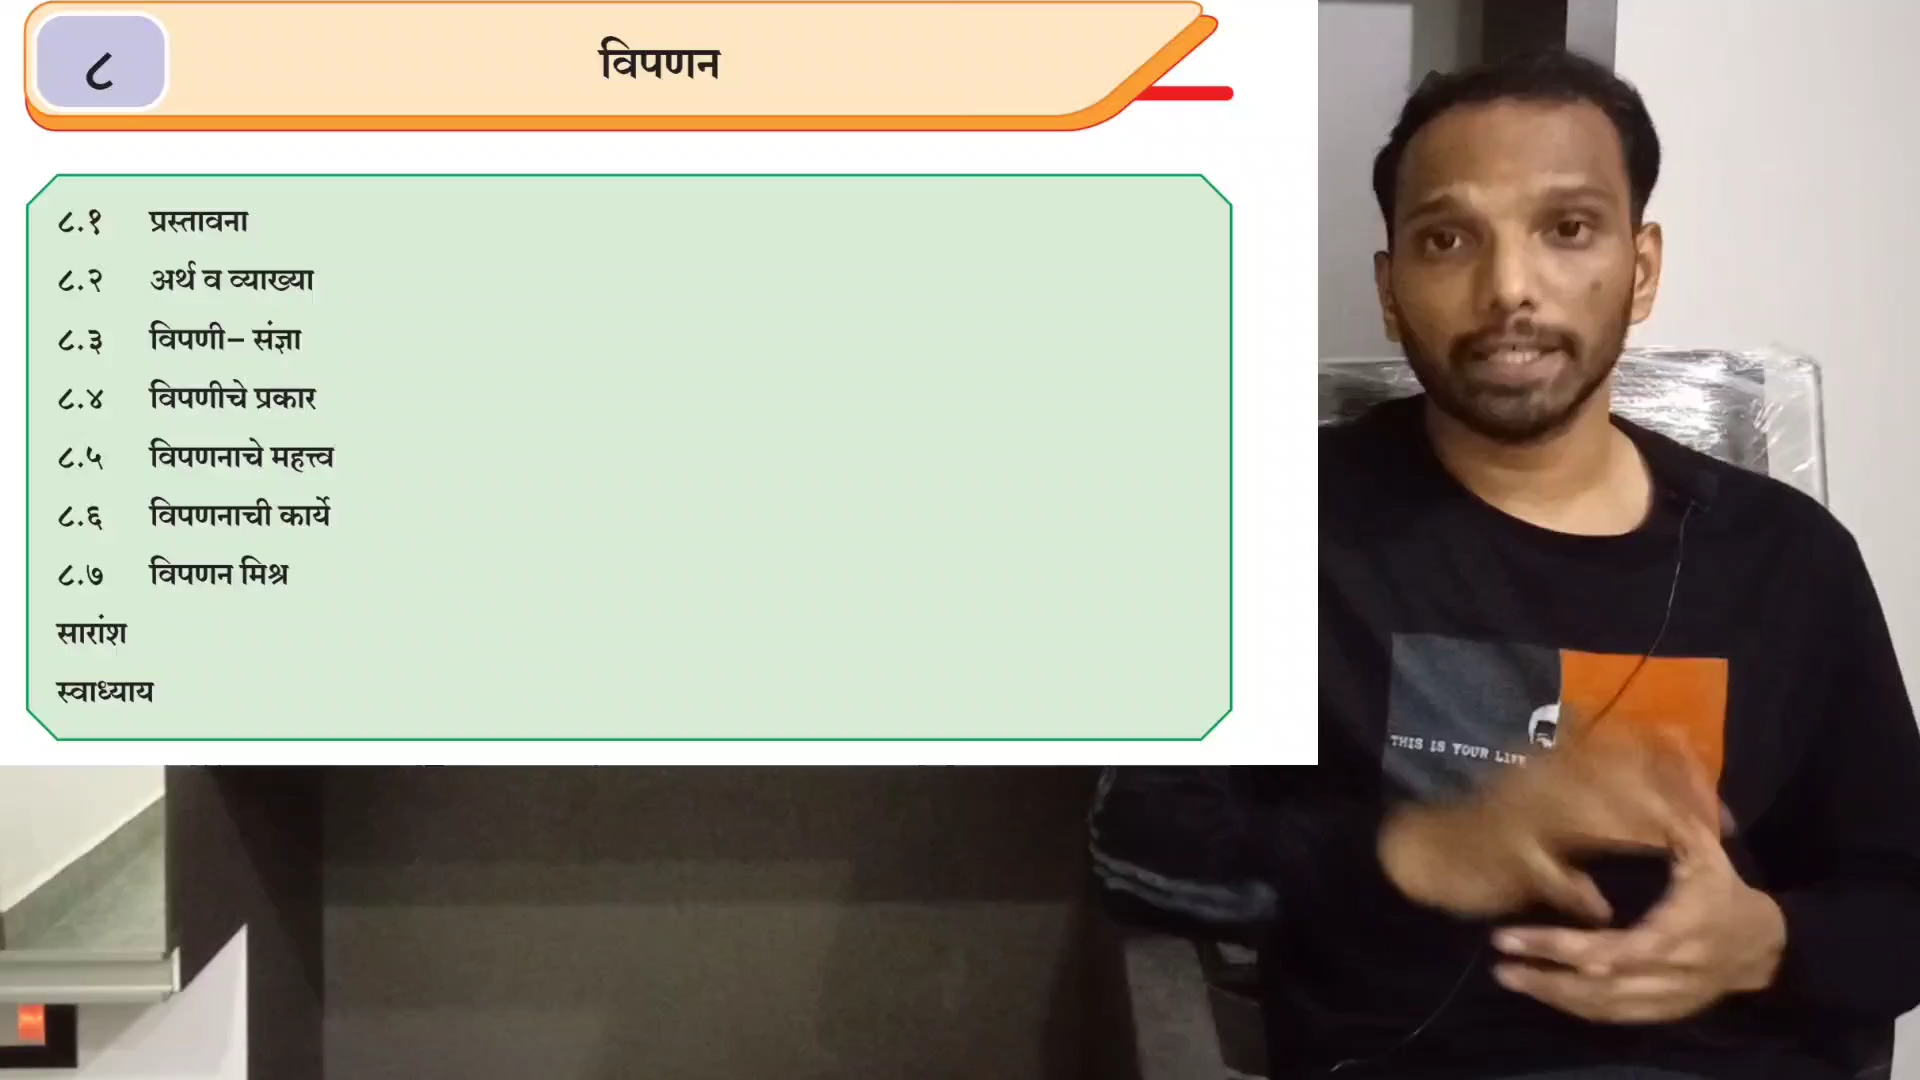 ८
विपणन
८.१ प्रस्तावना
८.२ अर्थ व व्याख्या
८.३ विपणी– संज्ञा
८.४ विपणीचे प्रकार
८.५ विपणनाचे महत्त्व
८.६ विपणनाची कार्ये
८.७ विपणन मिश्र
सारांश
स्वाध्याय
THIS IS YOUR LIFE